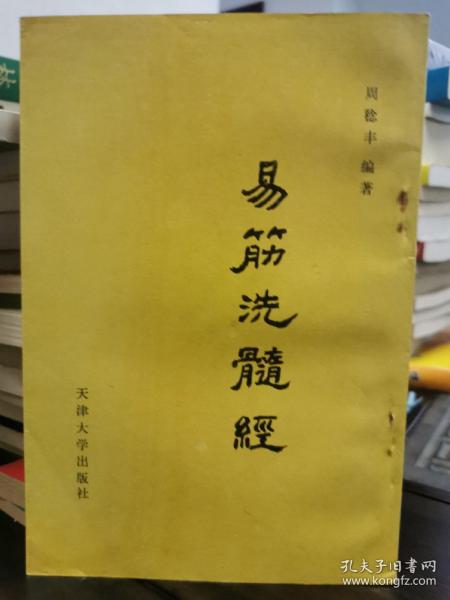 周稔丰 编著
易筋洗髓經
天津大学出版社
孔夫子旧书网
www.kongfz.com